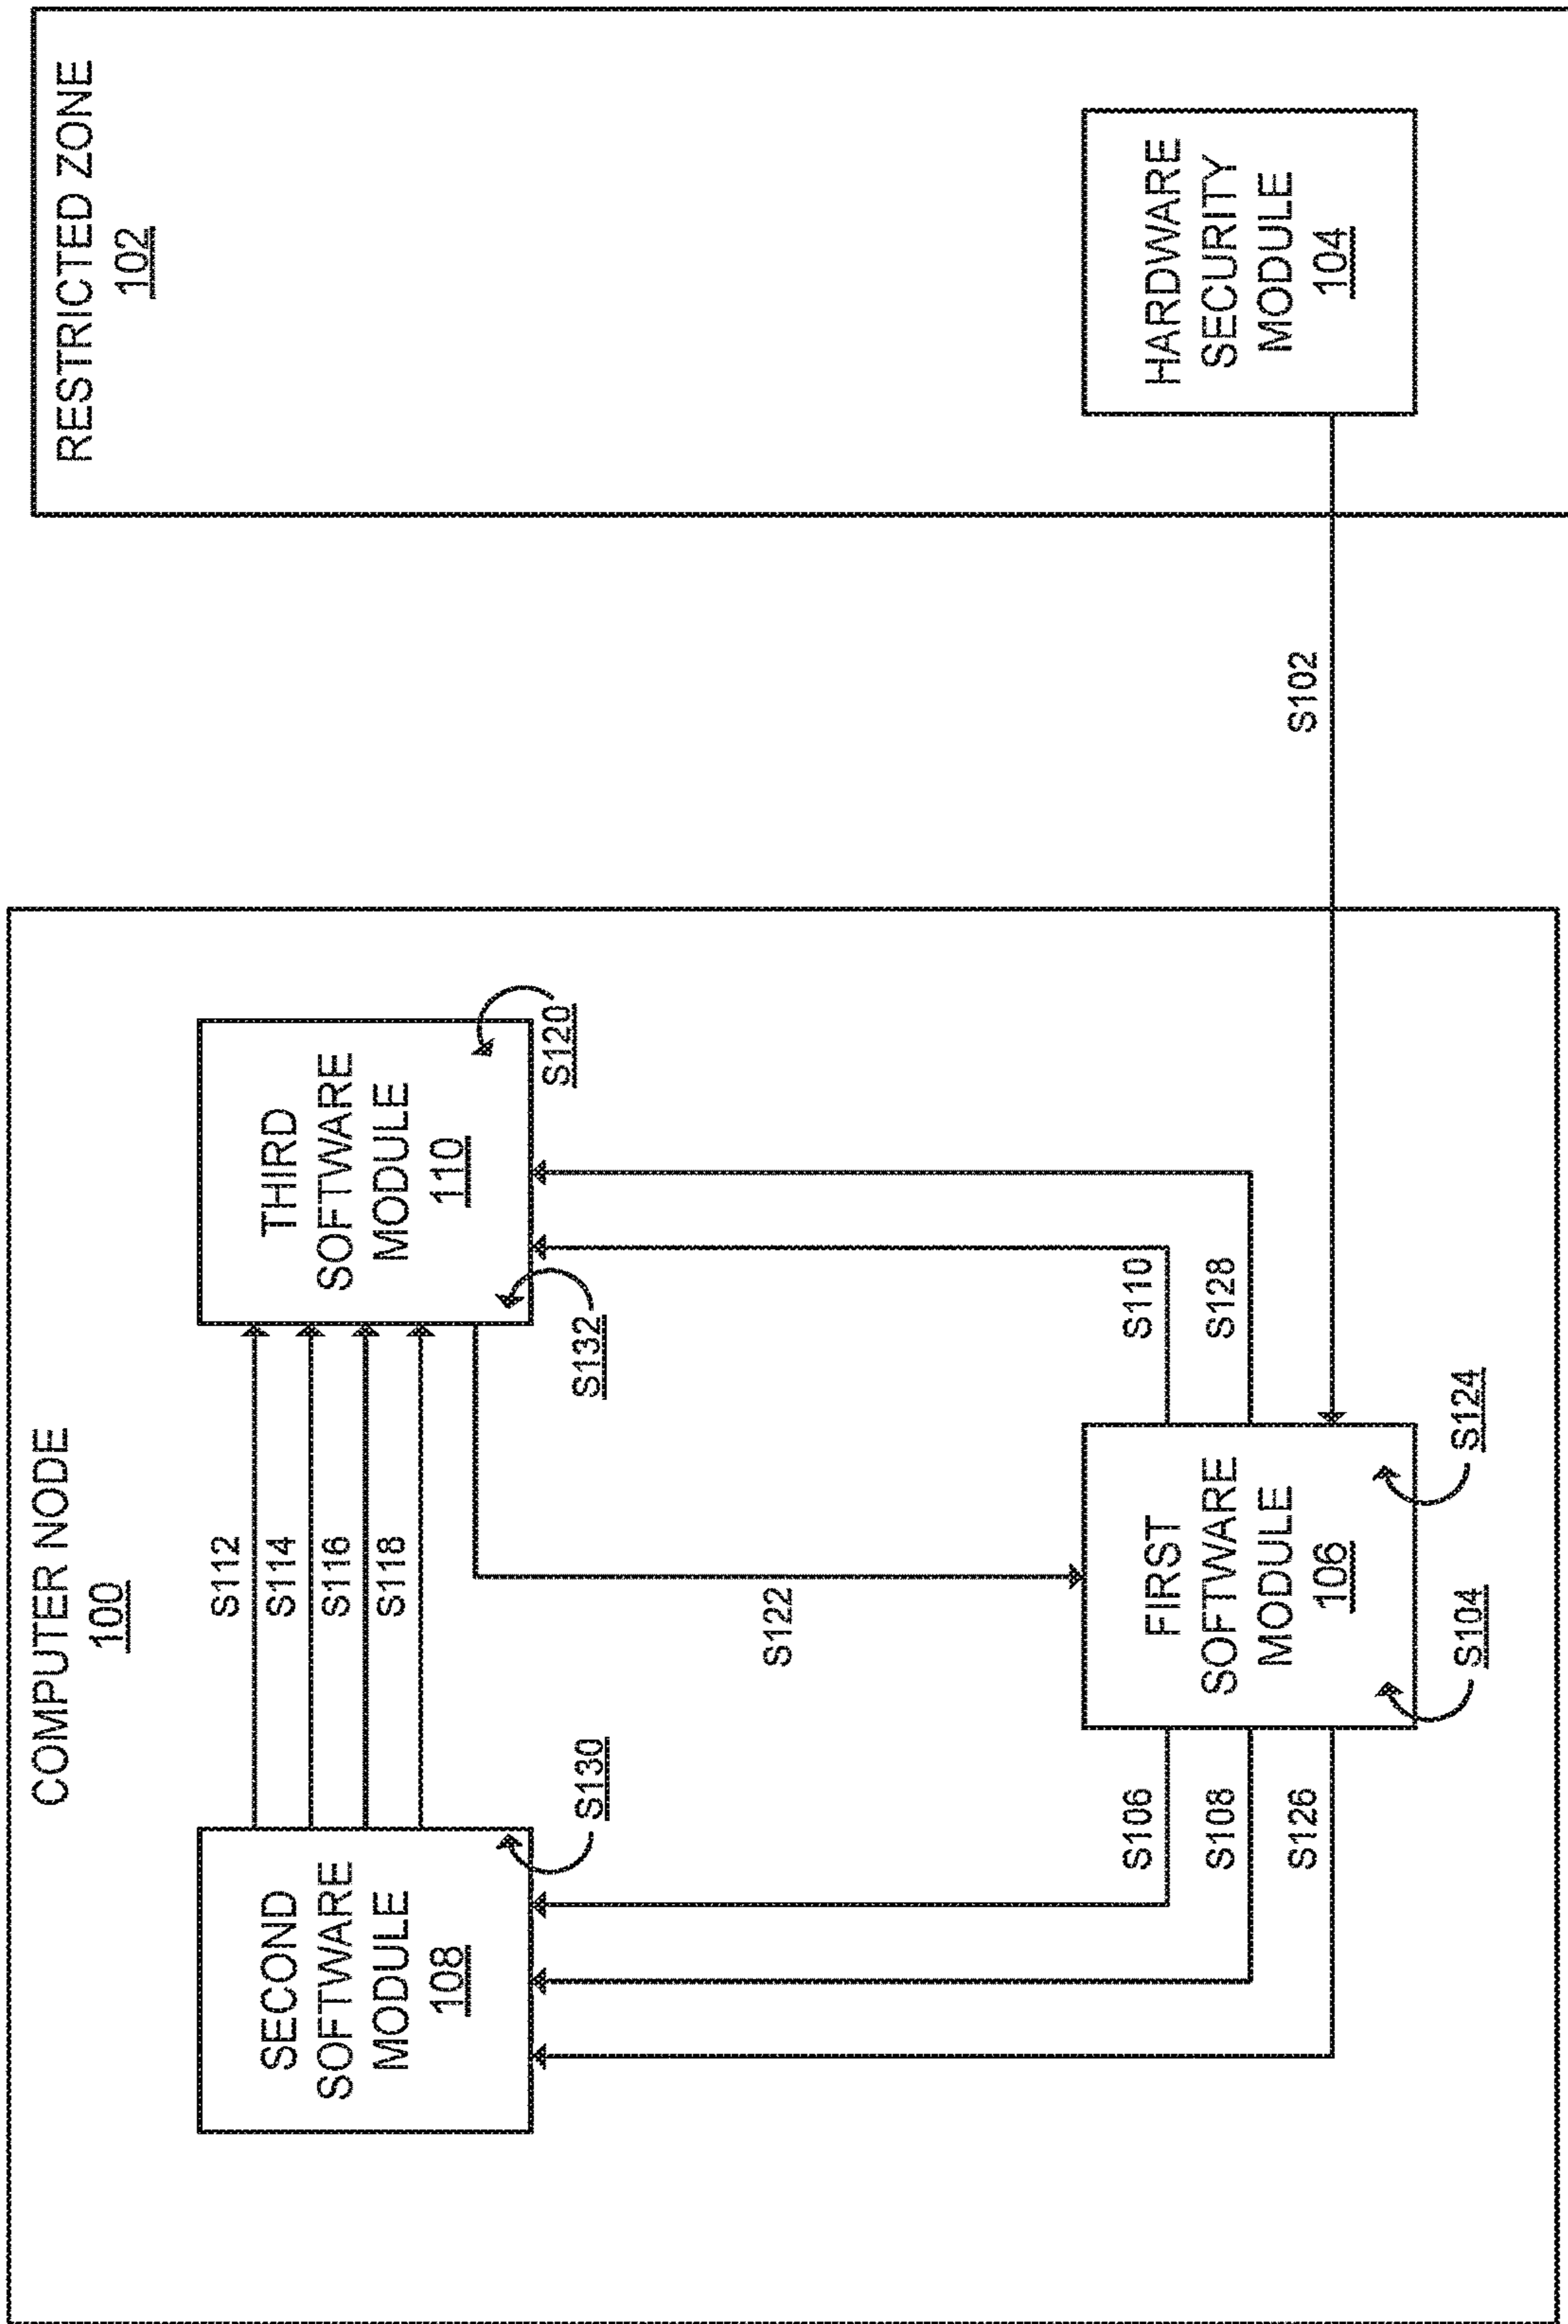 COMPUTER NODE
100
RESTRICTED ZONE
102
SECOND
SOFTWARE
MODULE
108
S112
S114
S116
S118
THIRD
SOFTWARE
MODULE
110
S130
S132
S120
S122
S106
S108
S126
FIRST
SOFTWARE
MODULE
106
S104
S124
S110
S128
S102
HARDWARE
SECURITY
MODULE
104